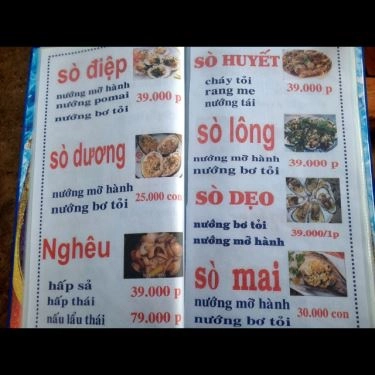 sò điệp
nướng mỡ hành
nướng pomai 39.000 p
nướng bơ tỏi
sò dương
nướng mỡ hành
nướng bơ tỏi 25.000 con
Nghêu
hấp sả 39.000 p
hấp thái
nấu lẩu thái 79.000 p
SÒ HUYẾT
cháy tỏi
rang me 39.000 p
nướng tái
sò lông
nướng mỡ hành
nướng bơ tỏi 39.000 p
SÒ DẸO
nướng bơ tỏi 39.000/1p
nướng mỡ hành
sò mai
nướng mỡ hành
nướng bơ tỏi 30.000 con